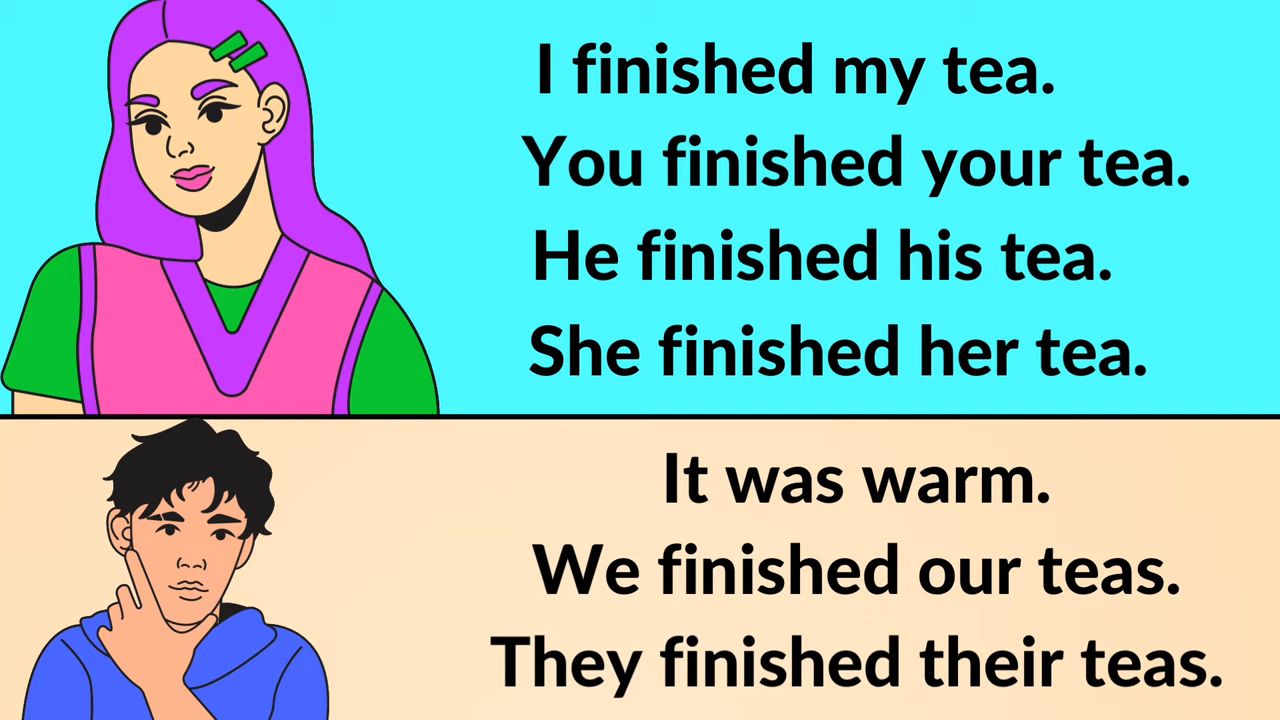 I finished my tea.
You finished your tea.
He finished his tea.
She finished her tea.
It was warm.
We finished our teas.
They finished their teas.